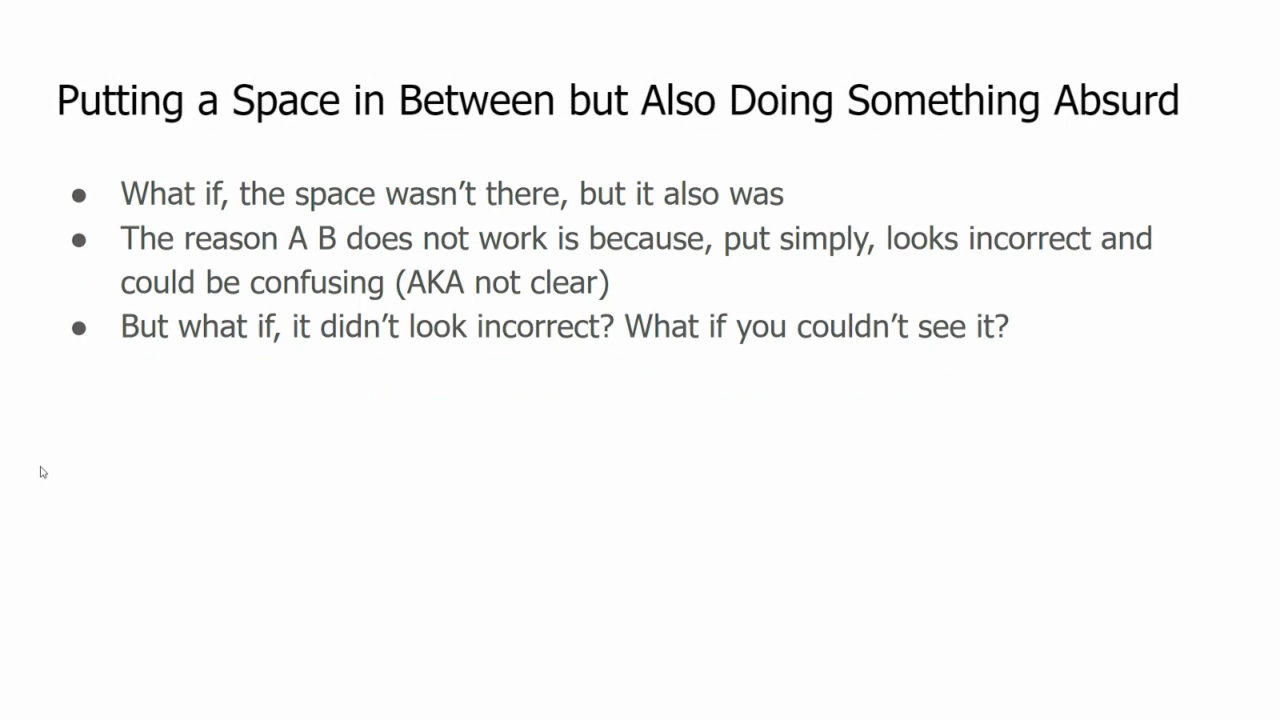 Putting a Space in Between but Also Doing Something Absurd
● What if, the space wasn’t there, but it also was
● The reason A B does not work is because, put simply, looks incorrect and
could be confusing (AKA not clear)
● But what if, it didn’t look incorrect? What if you couldn’t see it?